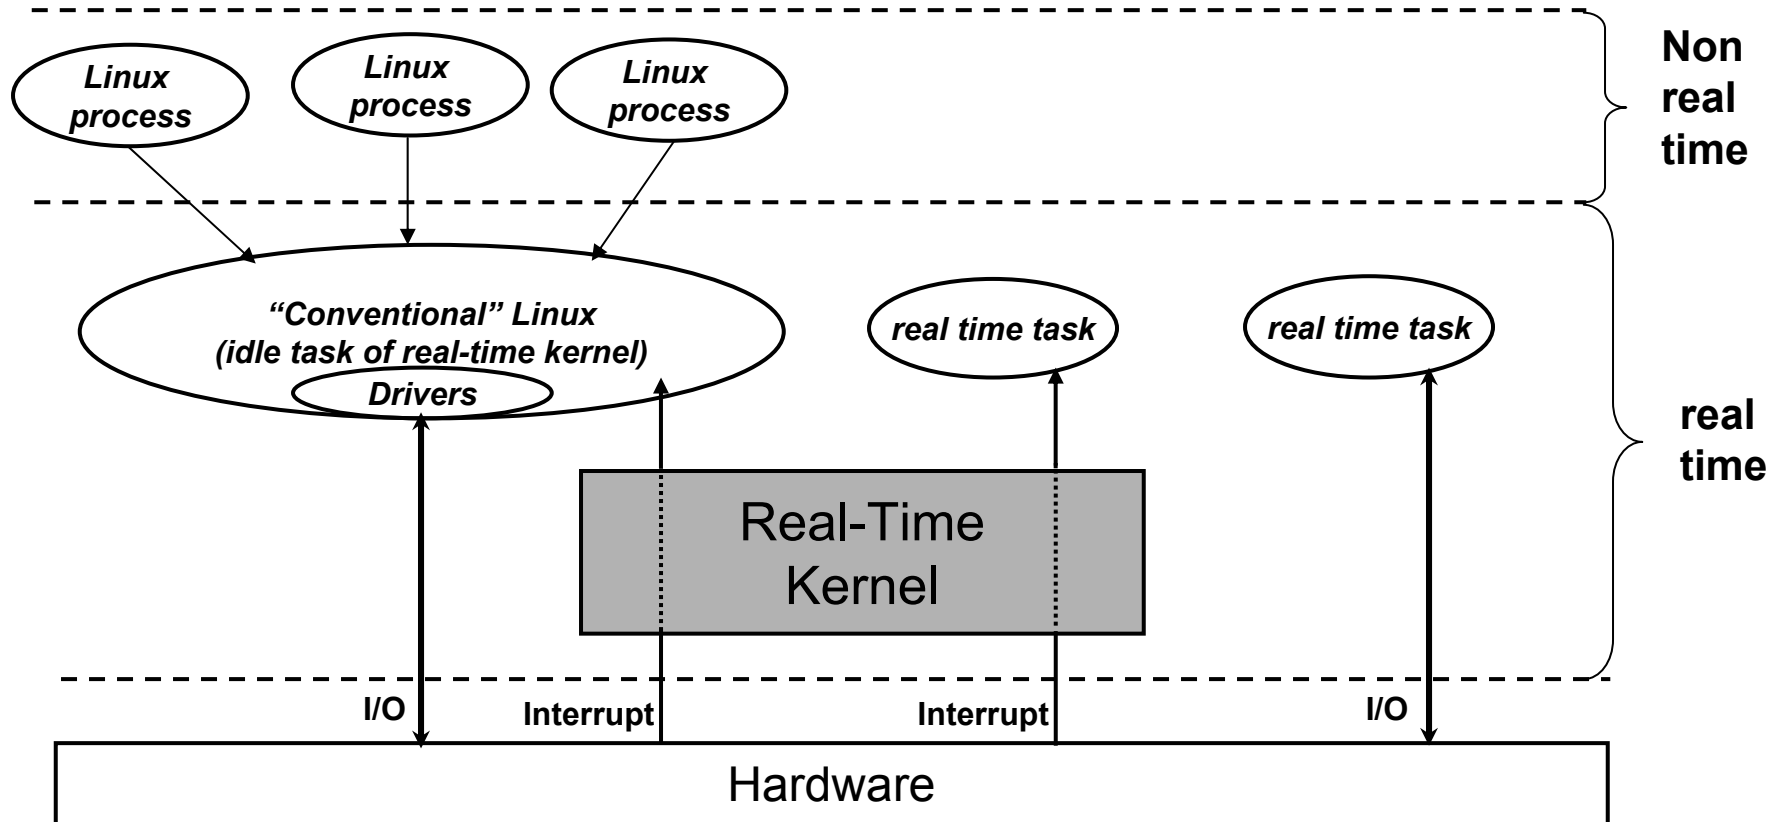 Linux
process
Linux
process
Linux
process
Non
real
time
“Conventional” Linux
(idle task of real-time kernel)
Drivers
real time task
real time task
real
time
Real-Time
Kernel
I/O
Interrupt
Interrupt
I/O
Hardware